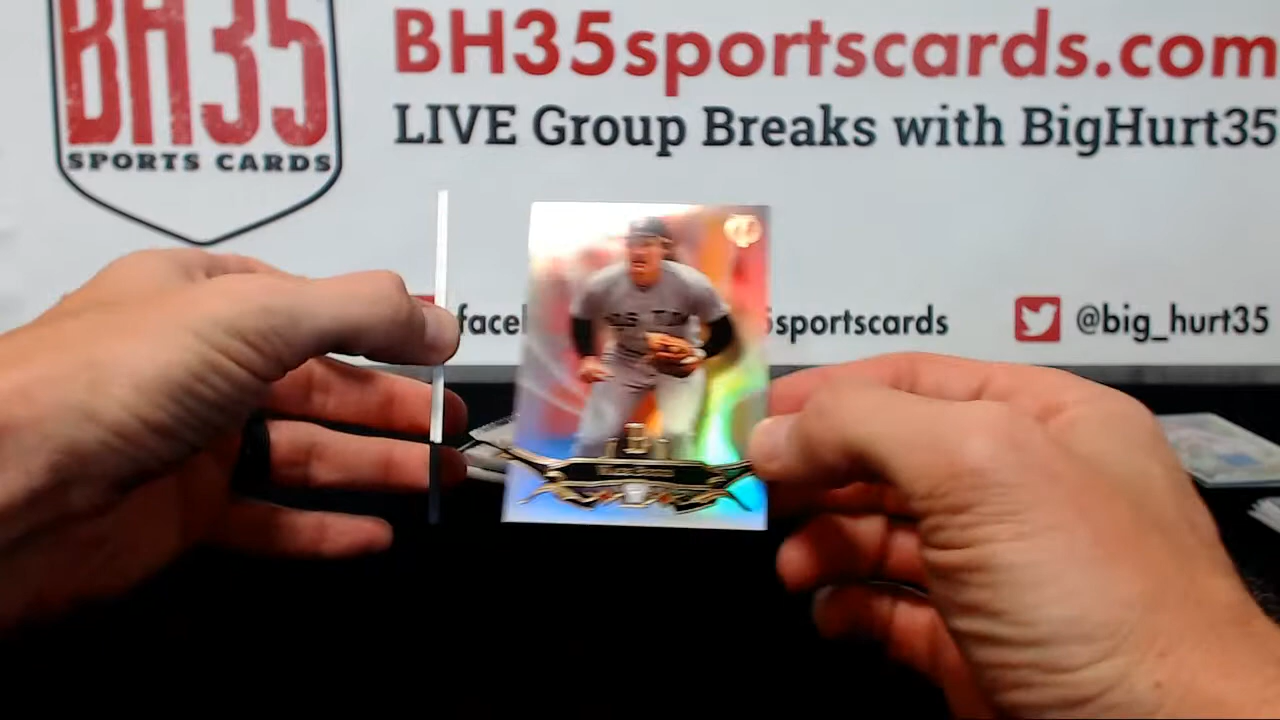 BH35
SPORTS CARDS
BH35sportscards.com
LIVE Group Breaks with BigHurt35
sportscards
@big_hurt35